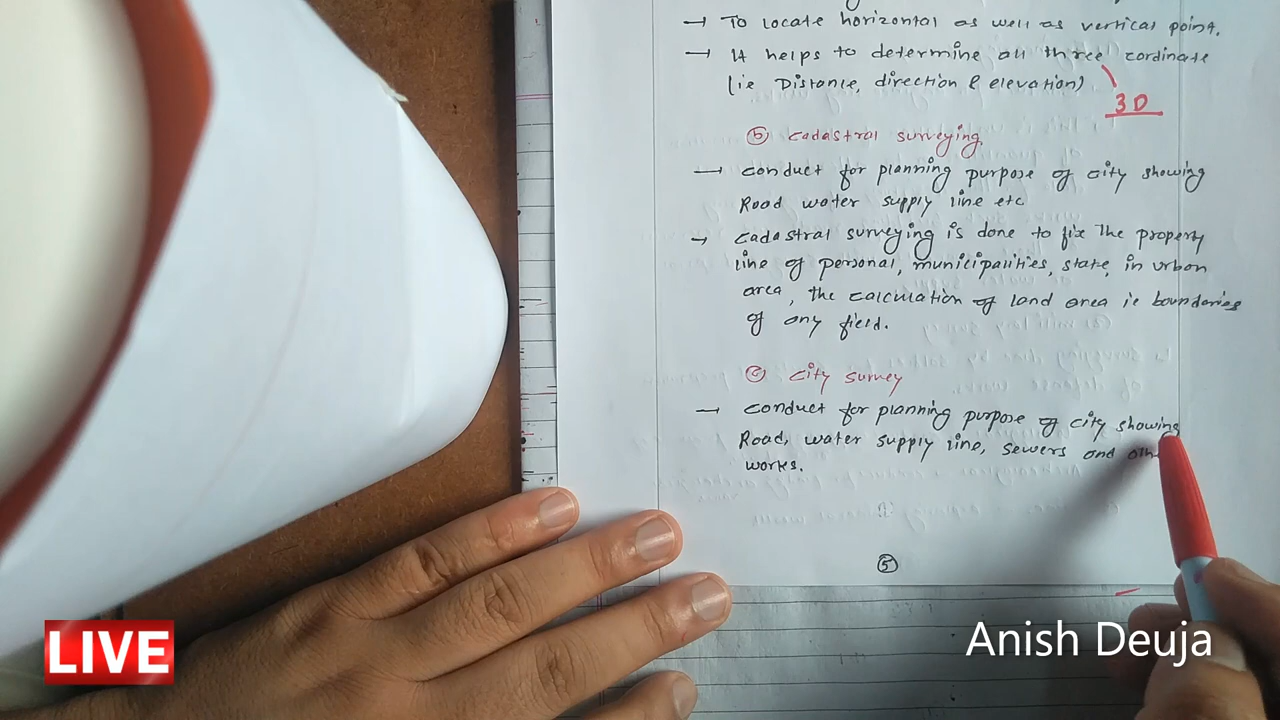 → To locate horizontal as well as vertical point.
→ It helps to determine all three cordinate
(ie Distance, direction & elevation)
3D
ⓑ cadastral surveying
→ conduct for planning purpose of city showing
Road water supply line etc
→ cadastral surveying is done to fix The property
line of personal, municipalities, state, in urban
area, the calculation of land area ie boundaries
of any field.
ⓒ city survey
→ conduct for planning purpose of city showing
Road, water supply line, sewers and
works.
⑤
LIVE
Anish Deuja